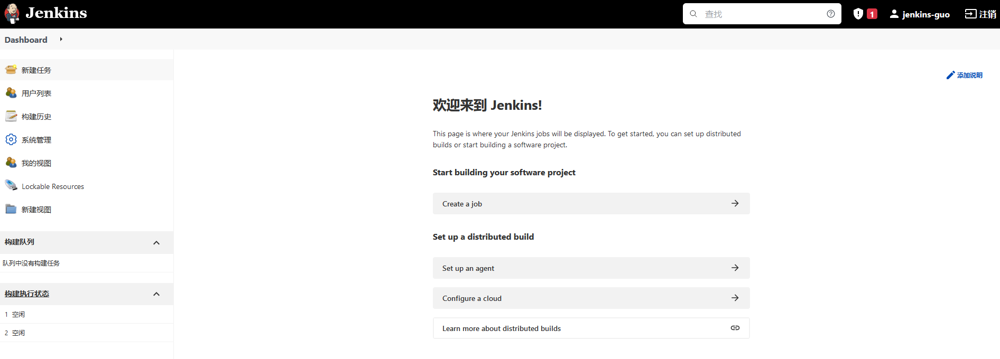 Jenkins
查找
1
jenkins-guo
注销
Dashboard
新建任务
用户列表
构建历史
系统管理
我的视图
Lockable Resources
新建视图
构建队列
队列中没有构建任务
构建执行状态
1 空闲
2 空闲
添加说明
欢迎来到 Jenkins!
This page is where your Jenkins jobs will be displayed. To get started, you can set up distributed
builds or start building a software project.
Start building your software project
Create a job
Set up a distributed build
Set up an agent
Configure a cloud
Learn more about distributed builds